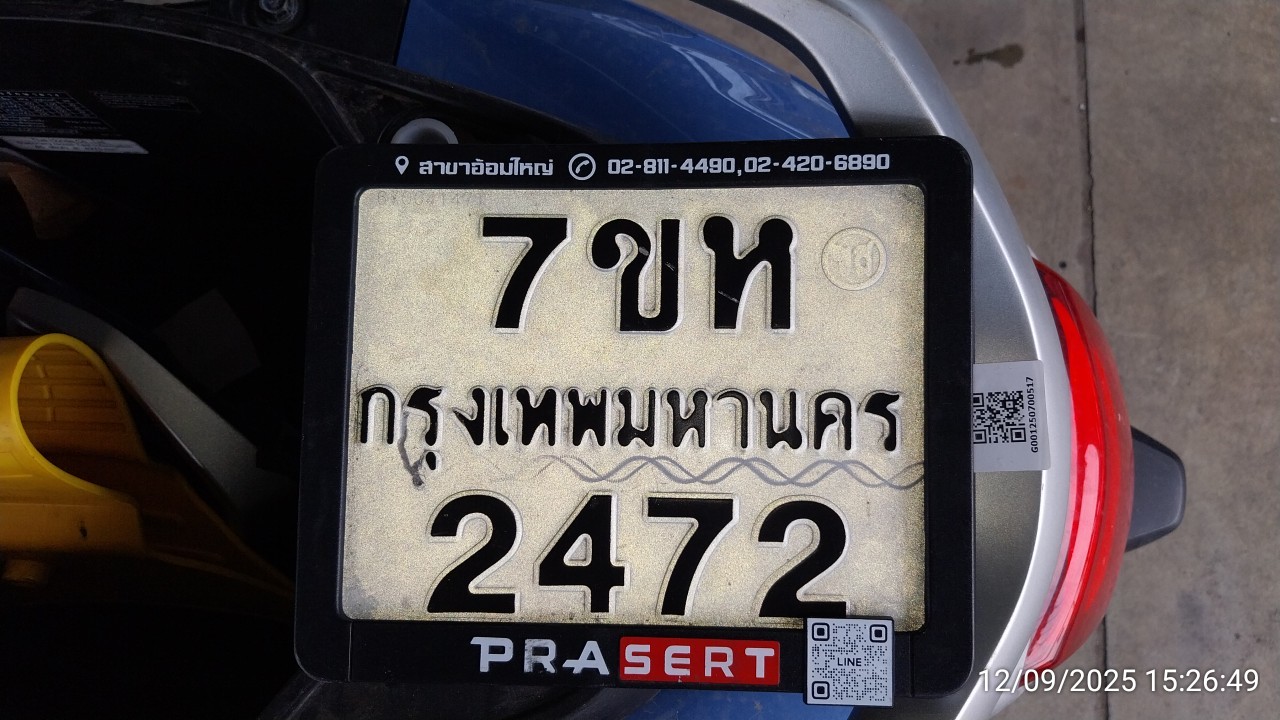 สาขาอ้อมใหญ่ 02-811-4490,02-420-6890
7ขท
กรุงเทพมหานคร
2472
PRASERT
LINE
G001250700517
12/09/2025 15:26:49